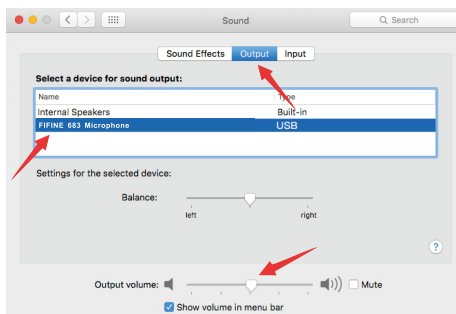 Sound
Search
Sound Effects Output Input
Select a device for sound output:
Name Type
Internal Speakers Built-in
FIFINE 683 Microphone USB
Settings for the selected device:
Balance:
left right
?
Output volume: Mute
Show volume in menu bar